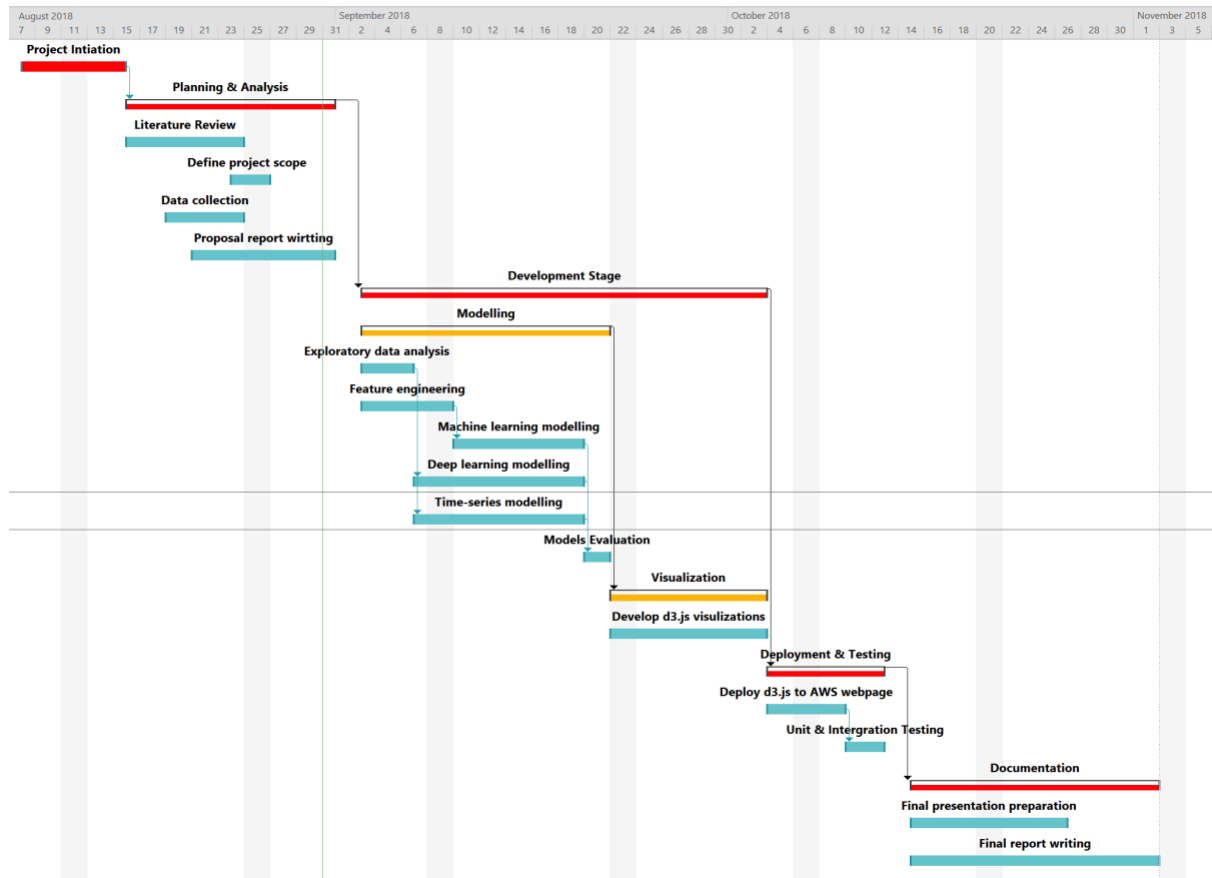 August 2018 September 2018 October 2018 November 2018
7 9 11 13 15 17 19 21 23 25 27 29 31 2 4 6 8 10 12 14 16 18 20 22 24 26 28 30 2 4 6 8 10 12 14 16 18 20 22 24 26 28 30 1 3 5
Project Intiation
Planning & Analysis
Literature Review
Define project scope
Data collection
Proposal report wirtting
Development Stage
Modelling
Exploratory data analysis
Feature engineering
Machine learning modelling
Deep learning modelling
Time-series modelling
Models Evaluation
Visualization
Develop d3.js visulizations
Deployment & Testing
Deploy d3.js to AWS webpage
Unit & Intergration Testing
Documentation
Final presentation preparation
Final report writing